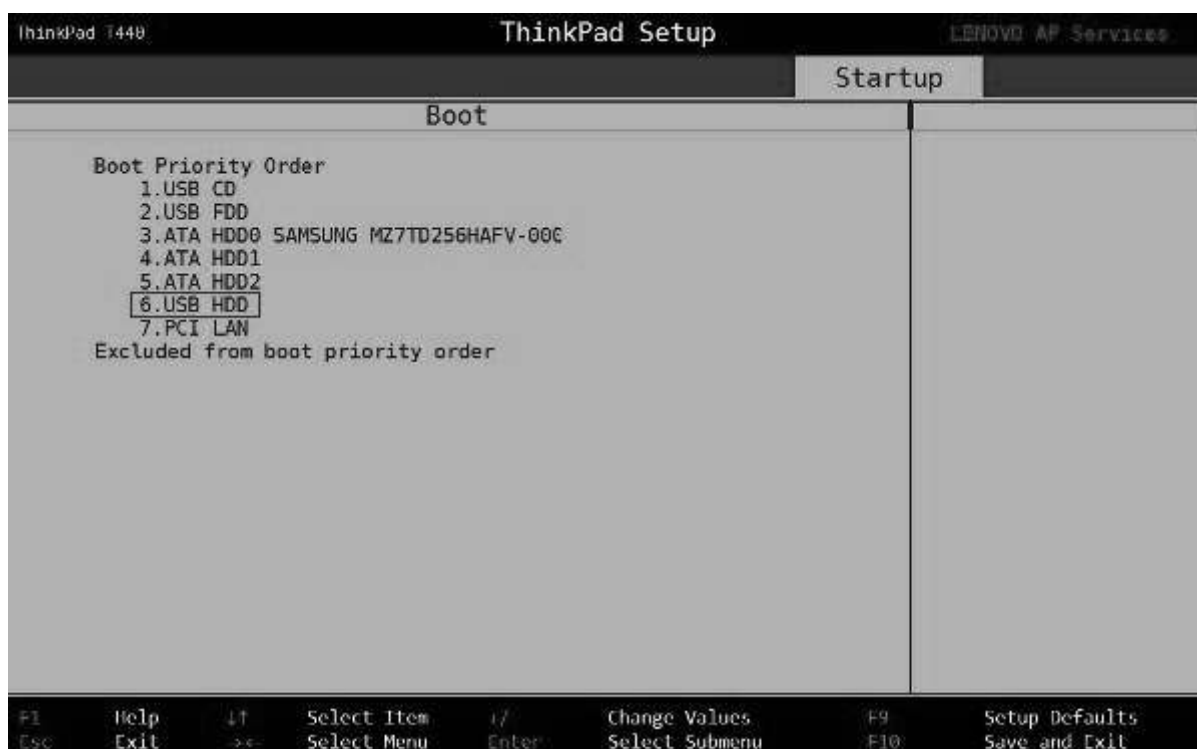 ThinkPad T440 ThinkPad Setup LENOVO AP Services
Startup
Boot
Boot Priority Order
1.USB CD
2.USB FDD
3.ATA HDD0 SAMSUNG MZ7TD256HAFV-000
4.ATA HDD1
5.ATA HDD2
6.USB HDD
7.PCI LAN
Excluded from boot priority order
F1 Help ↓↑ Select Item Change Values F9 Setup Defaults
Esc Exit Select Menu Enter Select Submenu F10 Save and Exit